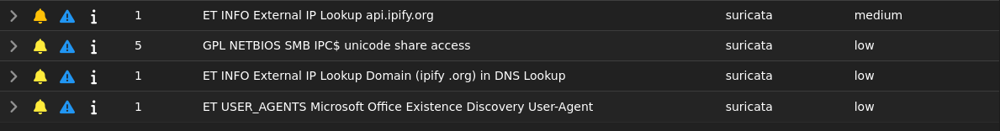 1 ET INFO External IP Lookup api.ipify.org suricata medium
5 GPL NETBIOS SMB IPC$ unicode share access suricata low
1 ET INFO External IP Lookup Domain (ipify .org) in DNS Lookup suricata low
1 ET USER_AGENTS Microsoft Office Existence Discovery User-Agent suricata low